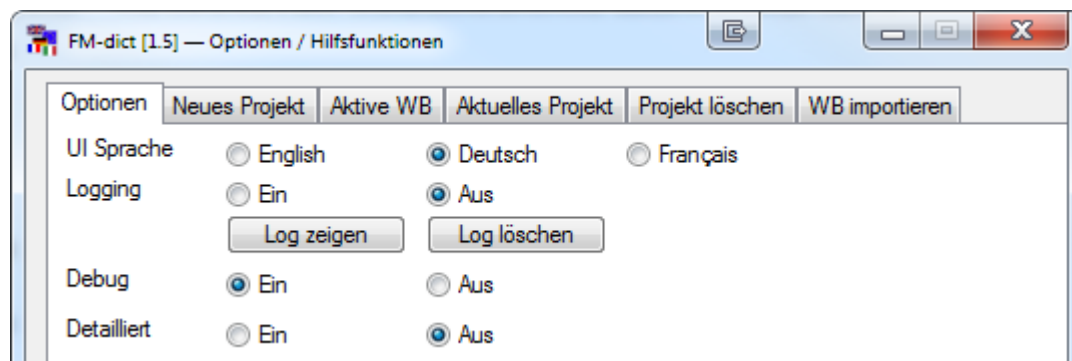 FM-dict [1.5] — Optionen / Hilfsfunktionen
Optionen Neues Projekt Aktive WB Aktuelles Projekt Projekt löschen WB importieren
UI Sprache English Deutsch Français
Logging Ein Aus
Log zeigen Log löschen
Debug Ein Aus
Detailliert Ein Aus